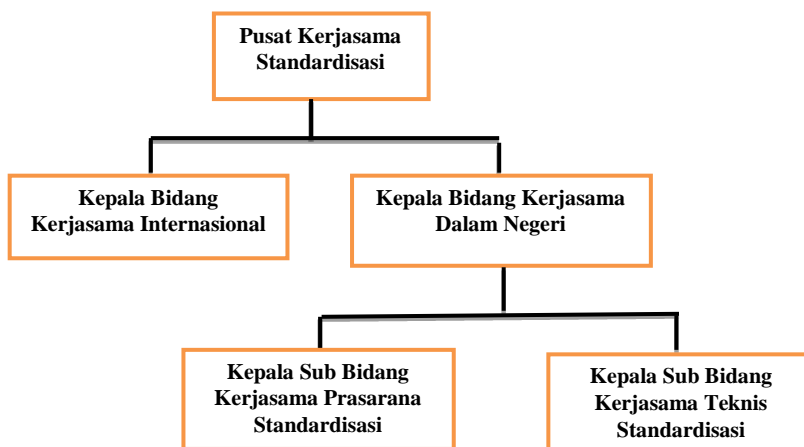 Pusat Kerjasama
Standardisasi
Kepala Bidang
Kerjasama Internasional
Kepala Bidang Kerjasama
Dalam Negeri
Kepala Sub Bidang
Kerjasama Prasarana
Standardisasi
Kepala Sub Bidang
Kerjasama Teknis
Standardisasi